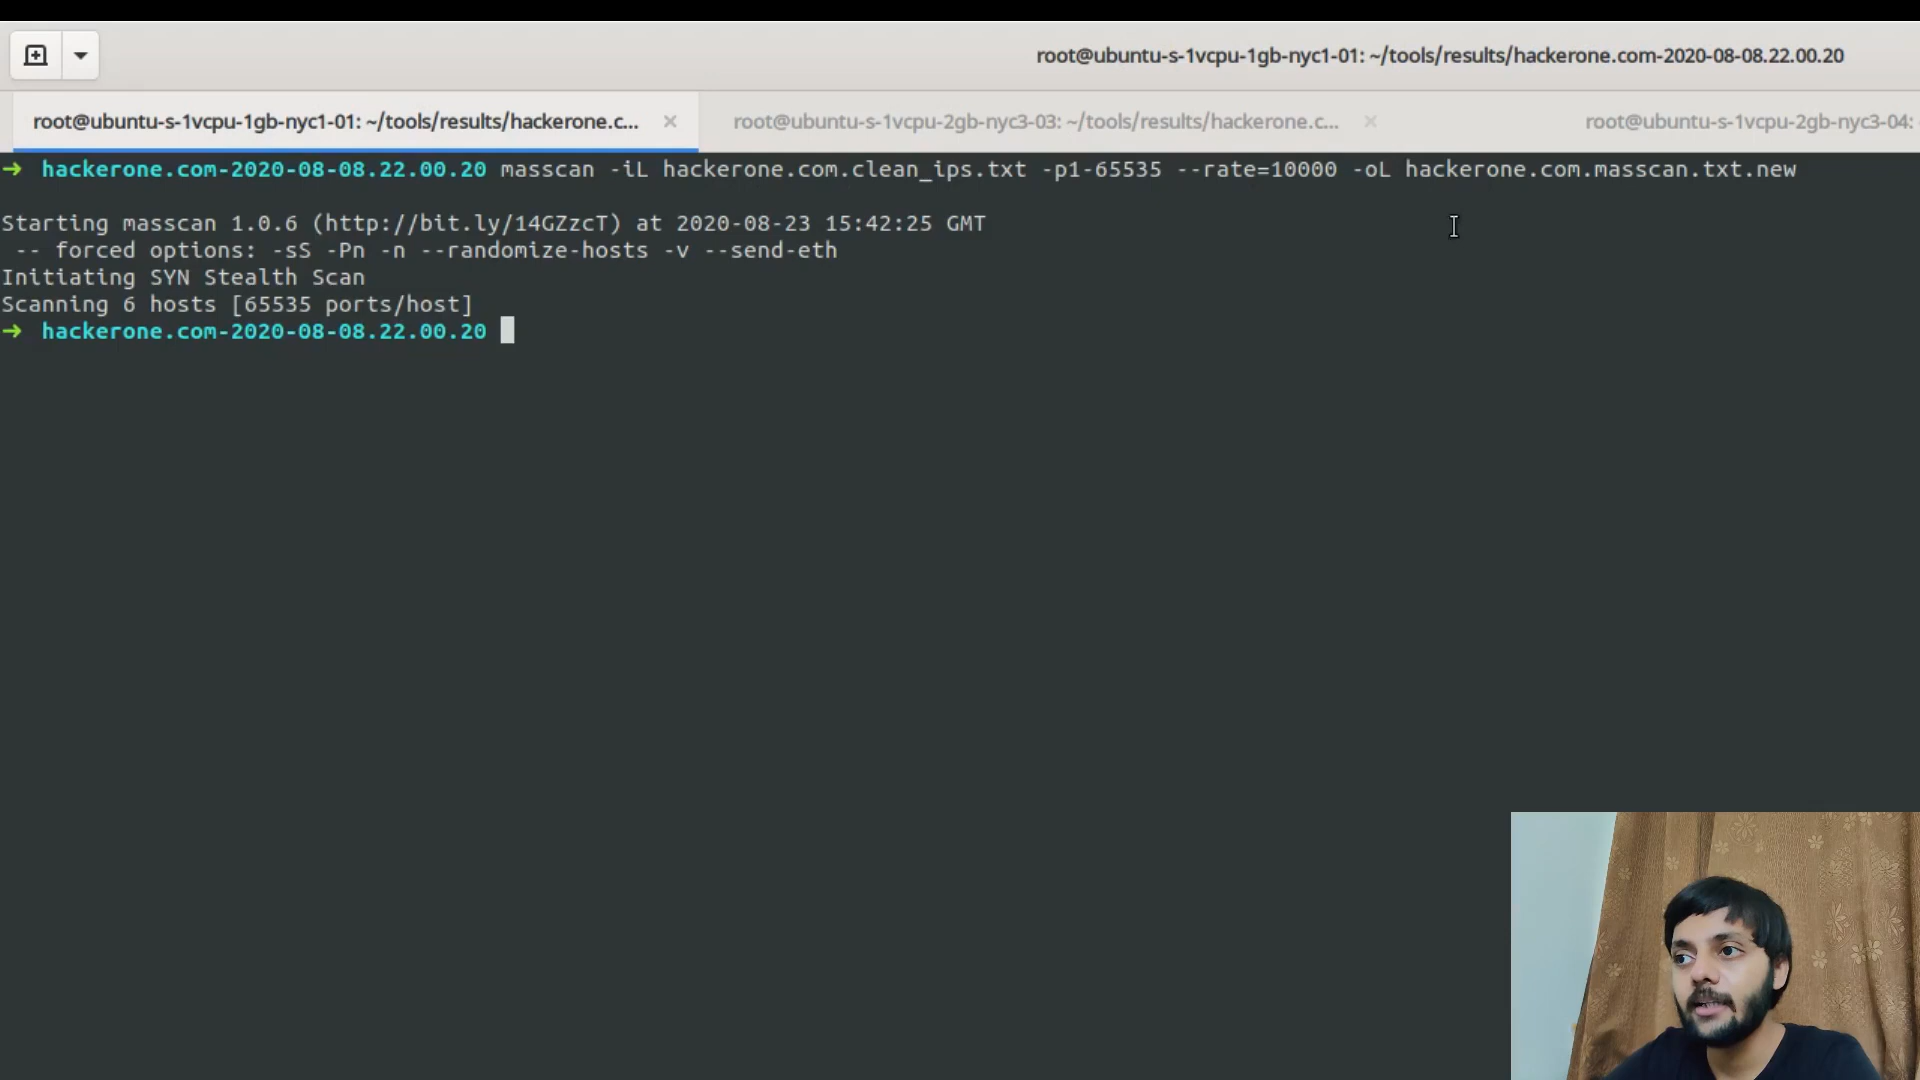 root@ubuntu-s-1vcpu-1gb-nyc1-01: ~/tools/results/hackerone.com-2020-08-08.22.00.20
root@ubuntu-s-1vcpu-1gb-nyc1-01: ~/tools/results/hackerone.c... × root@ubuntu-s-1vcpu-2gb-nyc3-03: ~/tools/results/hackerone.c... × root@ubuntu-s-1vcpu-2gb-nyc3-04:
➜ hackerone.com-2020-08-08.22.00.20 masscan -iL hackerone.com.clean_ips.txt -p1-65535 --rate=10000 -oL hackerone.com.masscan.txt.new
Starting masscan 1.0.6 (http://bit.ly/14GZzcT) at 2020-08-23 15:42:25 GMT
-- forced options: -sS -Pn -n --randomize-hosts -v --send-eth
Initiating SYN Stealth Scan
Scanning 6 hosts [65535 ports/host]
➜ hackerone.com-2020-08-08.22.00.20